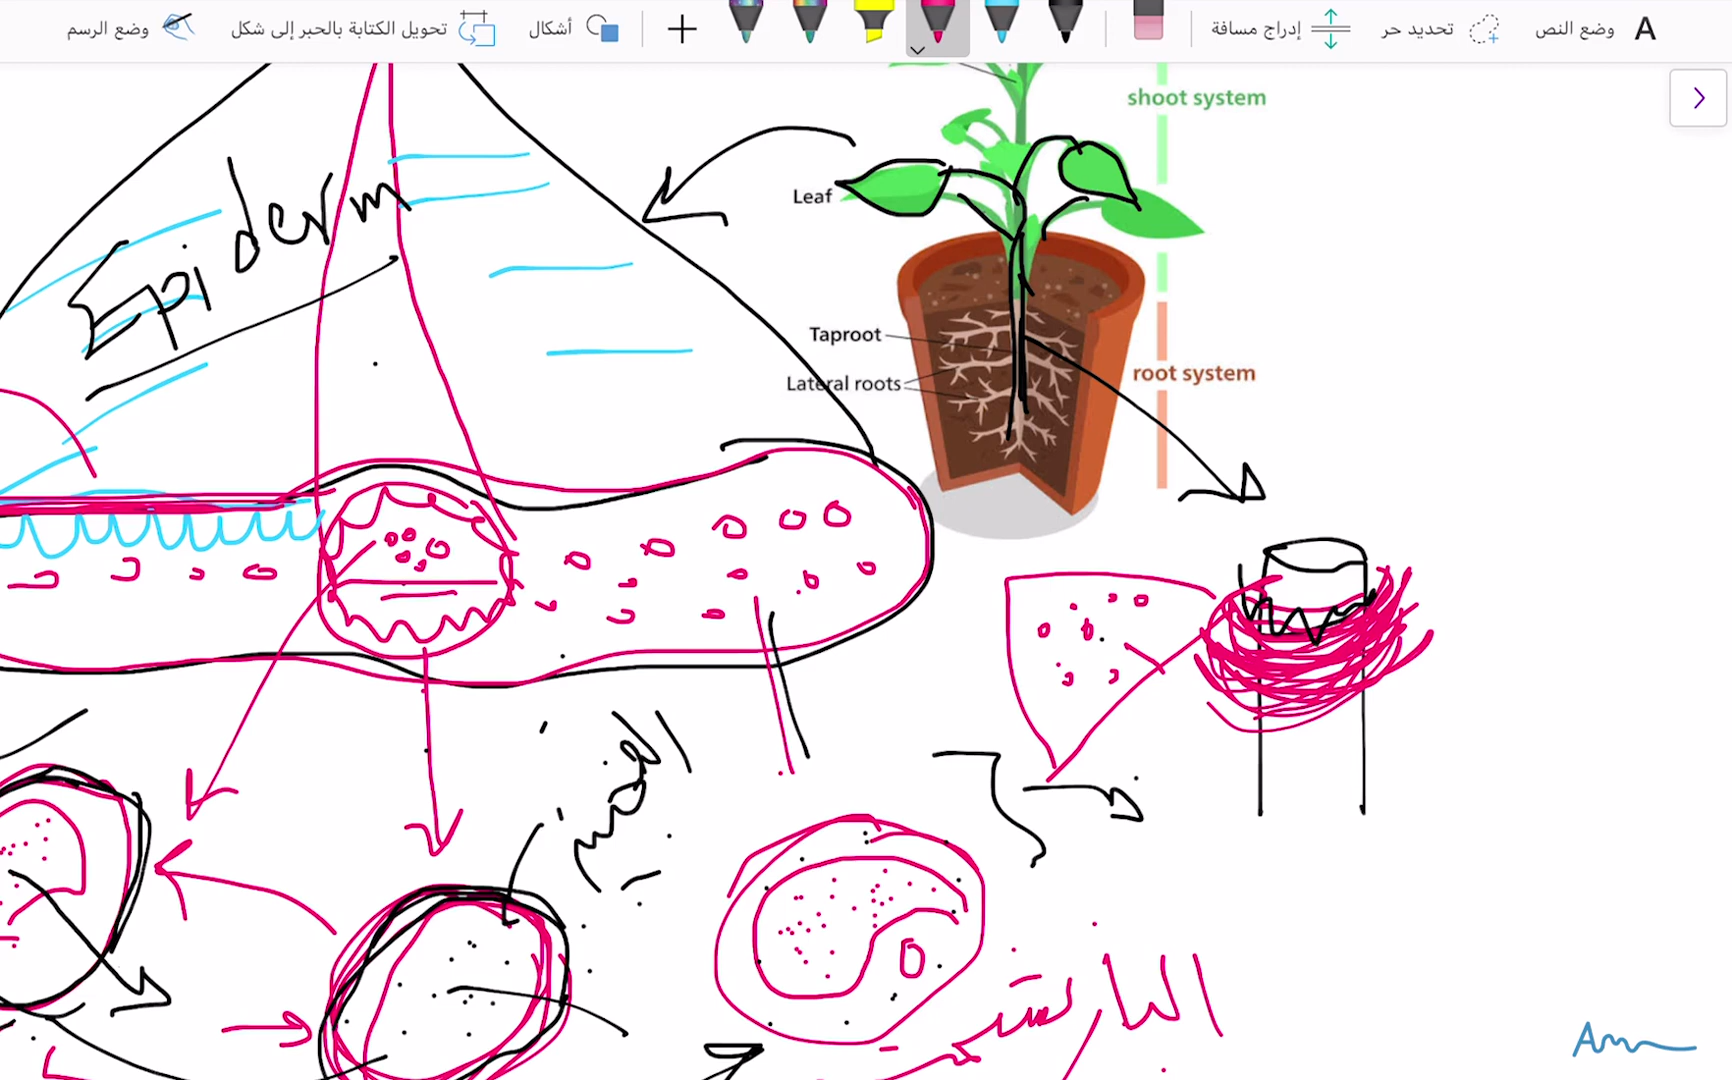 وضع النص A
تحديد حر
إدراج مسافة
أشكال
تحويل الكتابة بالحبر إلى شكل
وضع الرسم
shoot system
Leaf
Epiderm
Taproot
Lateral roots
root system